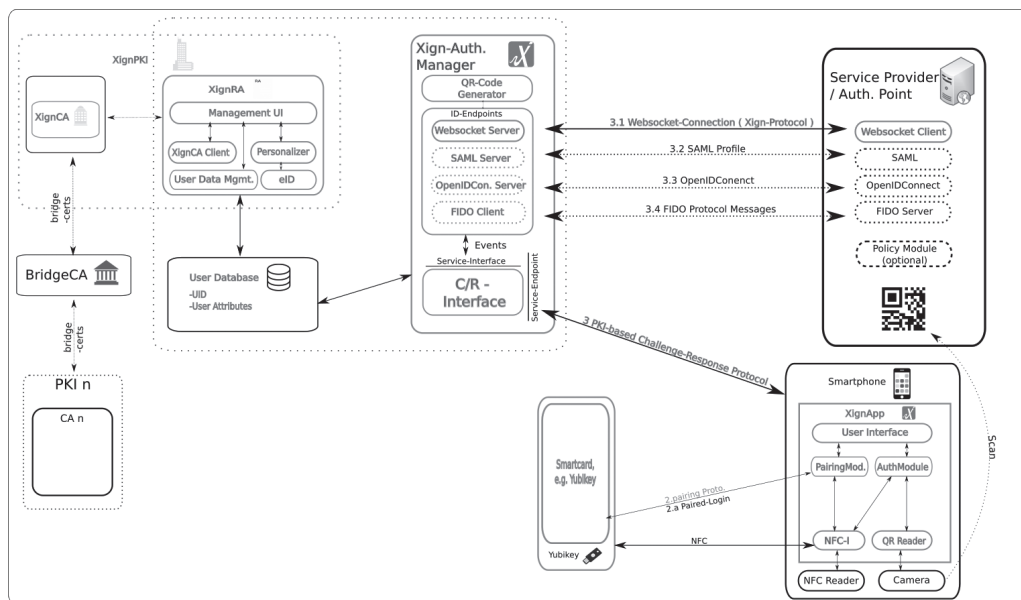 XignPKI
XignCA
XignRA
RA
Management UI
XignCA Client
Personalizer
User Data Mgmt.
eID
bridge
-certs
BridgeCA
bridge
-certs
PKI n
CA n
User Database
-UID
-User Attributes
Xign-Auth.
Manager
QR-Code
Generator
ID-Endpoints
Websocket Server
SAML Server
OpenIDCon. Server
FIDO Client
Events
Service-Interface
C/R -
Interface
Service-Endpoint
3.1 Websocket-Connection ( Xign-Protocol )
3.2 SAML Profile
3.3 OpenIDConenct
3.4 FIDO Protocol Messages
Service Provider
/ Auth. Point
Websocket Client
SAML
OpenIDConnect
FIDO Server
Policy Module
(optional)
3 PKI-based Challenge-Response Protocol
Smartphone
XignApp
X
User Interface
PairingMod.
AuthModule
NFC-I
QR Reader
NFC Reader
Camera
Scan
Smartcard,
e.g. Yubikey
Yubikey
2.pairing Proto.
2.a Paired-Login
NFC